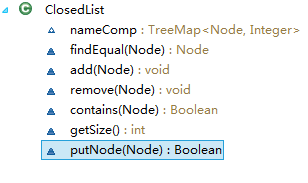 ClosedList
nameComp : TreeMap<Node, Integer>
findEqual(Node) : Node
add(Node) : void
remove(Node) : void
contains(Node) : Boolean
getSize() : int
putNode(Node) : Boolean